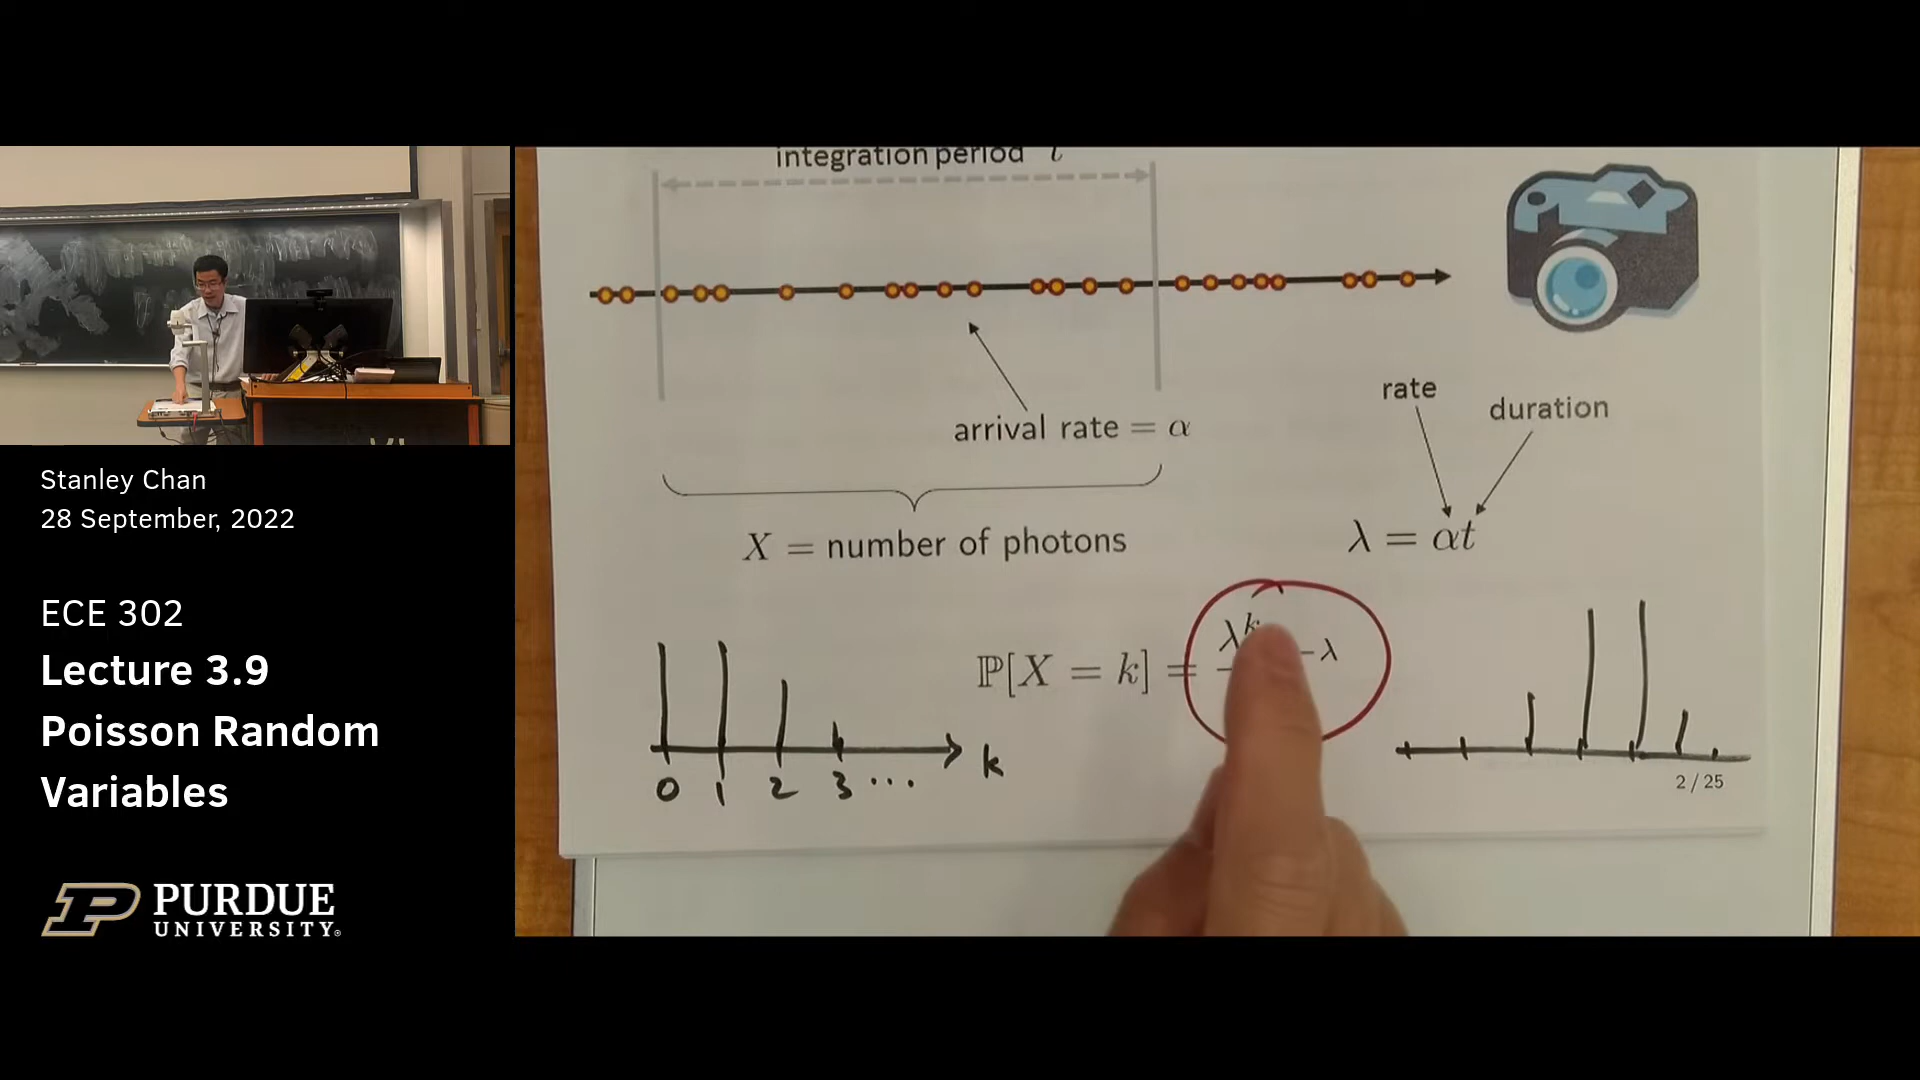 Stanley Chan
28 September, 2022
ECE 302
Lecture 3.9
Poisson Random
Variables
PURDUE
UNIVERSITY
integration period t
arrival rate = α
X = number of photons
rate
duration
λ = αt
P[X = k] = λ^k −λ
0 1 2 3 ... k
2 / 25